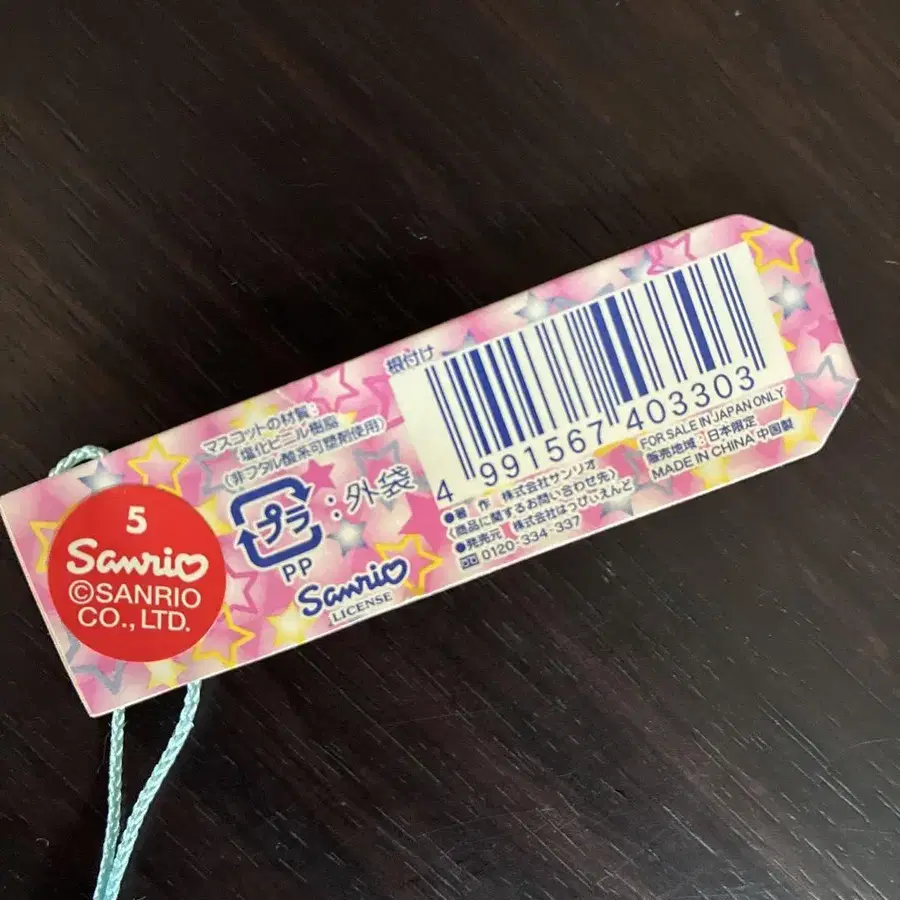 5
Sanrio
©SANRIO
CO., LTD.
マスコットの材質:
塩化ビニル樹脂
(非フタル酸系可塑剤使用)
プラ
:外袋
PP
Sanrio
LICENSE
根付け
4 991567 403303
●著 作 株式会社サンリオ
《商品に関するお問い合わせ先》
●発売元 株式会社はっぴぃえんど
0120-334-337
FOR SALE IN JAPAN ONLY
販売地域:日本限定
MADE IN CHINA 中国製